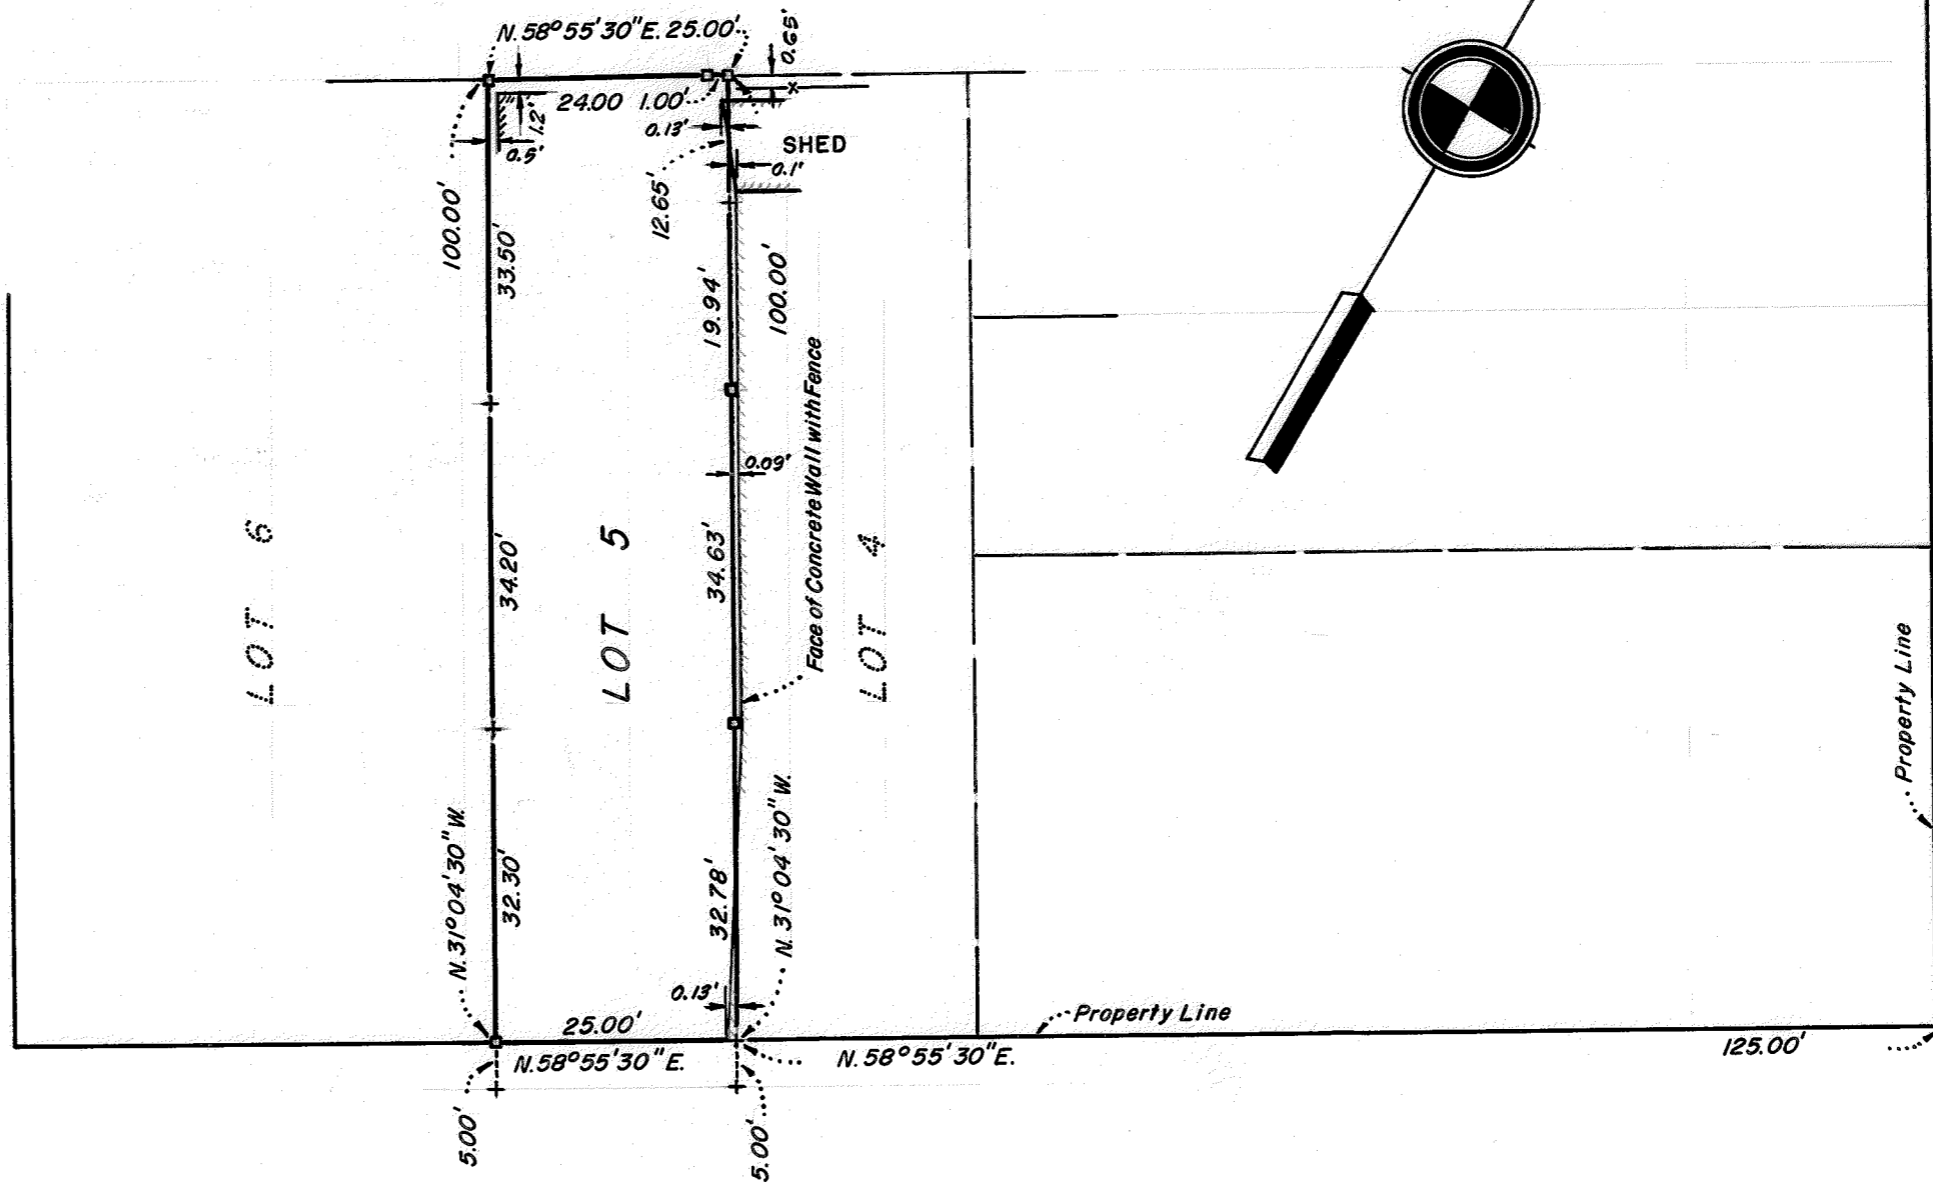 N. 58° 55' 30" E. 25.00'
0.65'
x
24.00 1.00'
1.2'
0.5'
0.13'
SHED
0.1'
12.65'
100.00'
33.50'
19.94'
100.00'
Face of Concrete Wall with Fence
0.09'
LOT 6
34.20'
LOT 5
34.63'
LOT 4
Property Line
N. 31° 04' 30" W.
32.30'
32.78'
N. 31° 04' 30" W.
0.13'
25.00'
Property Line
N. 58° 55' 30" E.
N. 58° 55' 30" E.
125.00'
5.00'
5.00'